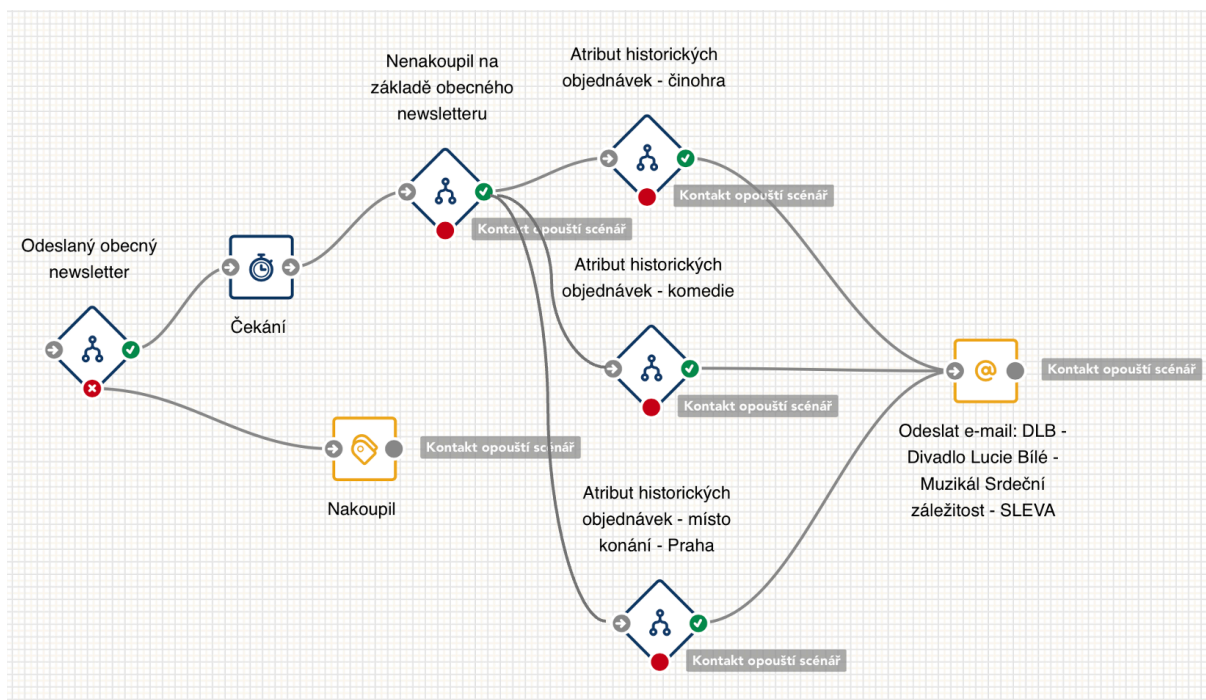 Nenakoupil na
základě obecného
newsletteru
Atribut historických
objednávek - činohra
Kontakt opouští scénář
Kontakt opouští scénář
Odeslaný obecný
newsletter
Čekání
Atribut historických
objednávek - komedie
Kontakt opouští scénář
Kontakt opouští scénář
Odeslat e-mail: DLB -
Divadlo Lucie Bílé -
Muzikál Srdeční
záležitost - SLEVA
Kontakt opouští scénář
Nakoupil
Atribut historických
objednávek - místo
konání - Praha
Kontakt opouští scénář